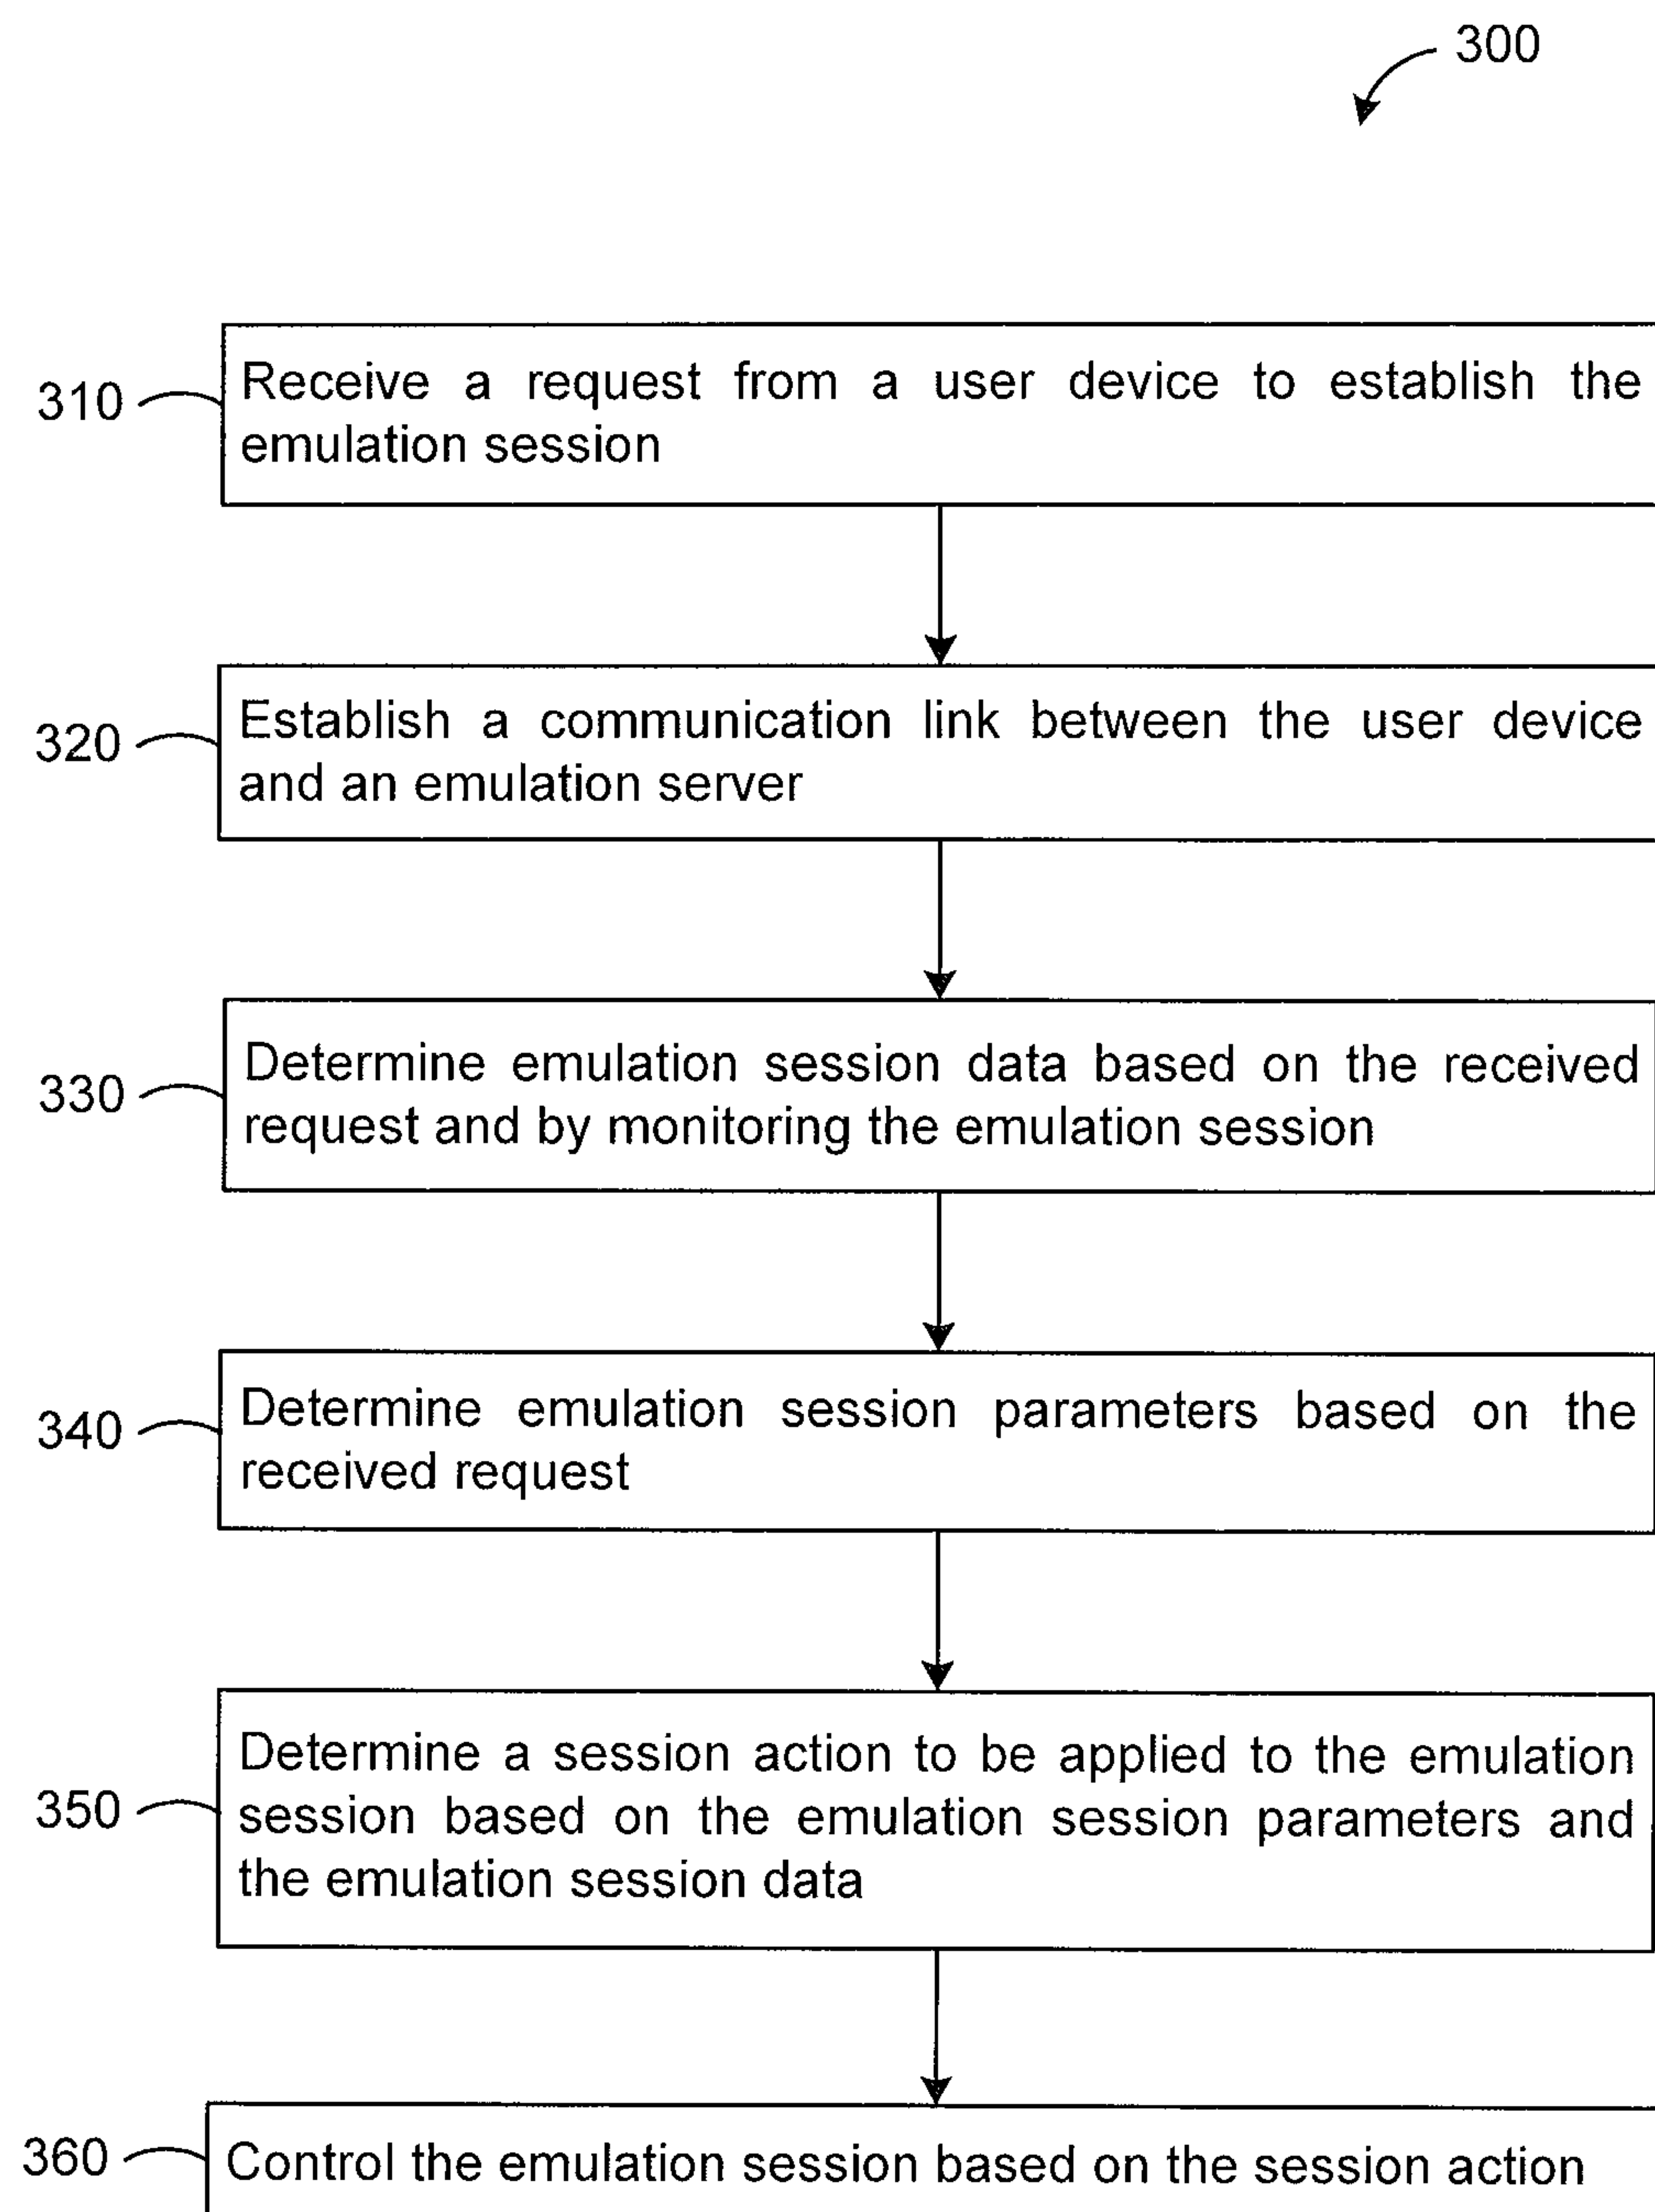 300
310
Receive a request from a user device to establish the
emulation session
320
Establish a communication link between the user device
and an emulation server
330
Determine emulation session data based on the received
request and by monitoring the emulation session
340
Determine emulation session parameters based on the
received request
350
Determine a session action to be applied to the emulation
session based on the emulation session parameters and
the emulation session data
360
Control the emulation session based on the session action